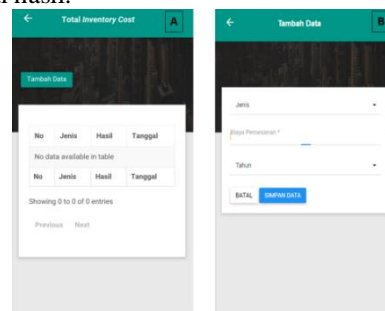 Total Inventory Cost
A
Tambah Data
No Jenis Hasil Tanggal
No data available in table
No Jenis Hasil Tanggal
Showing 0 to 0 of 0 entries
Previous Next
Tambah Data
B
Jenis
Biaya Pemesanan *
Tahun
BATAL SIMPAN DATA